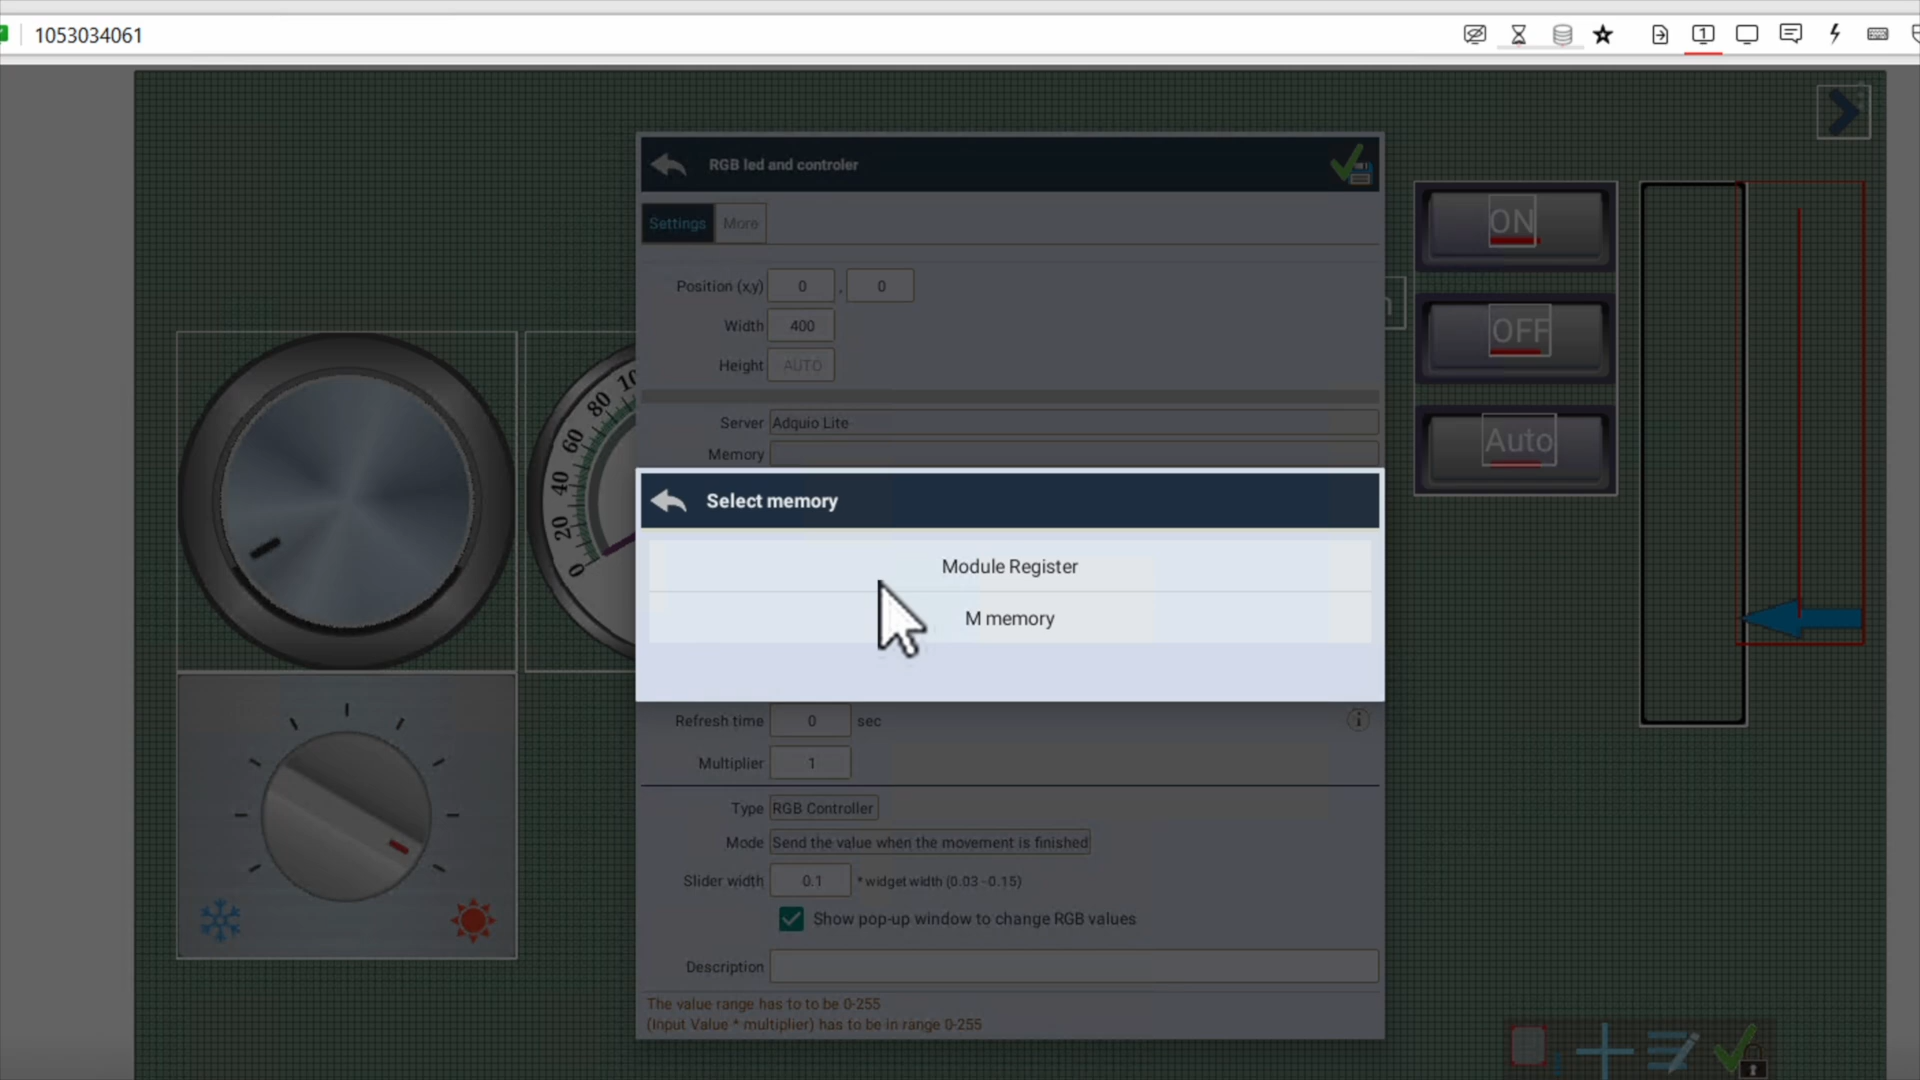 1053034061
1
RGB led and controler
Settings More
Position (x,y) 0 , 0
Width 400
Height AUTO
Server Adquio Lite
Memory
Select memory
Module Register
M memory
Refresh time 0 sec
Multiplier 1
Type RGB Controller
Mode Send the value when the movement is finished
Slider width 0.1 * widget width (0.03 - 0.15)
Show pop-up window to change RGB values
Description
The value range has fo to be 0-255
(Input Value * multiplier) has to be in range 0-255
0 20 40 60 80
ON
OFF
Auto